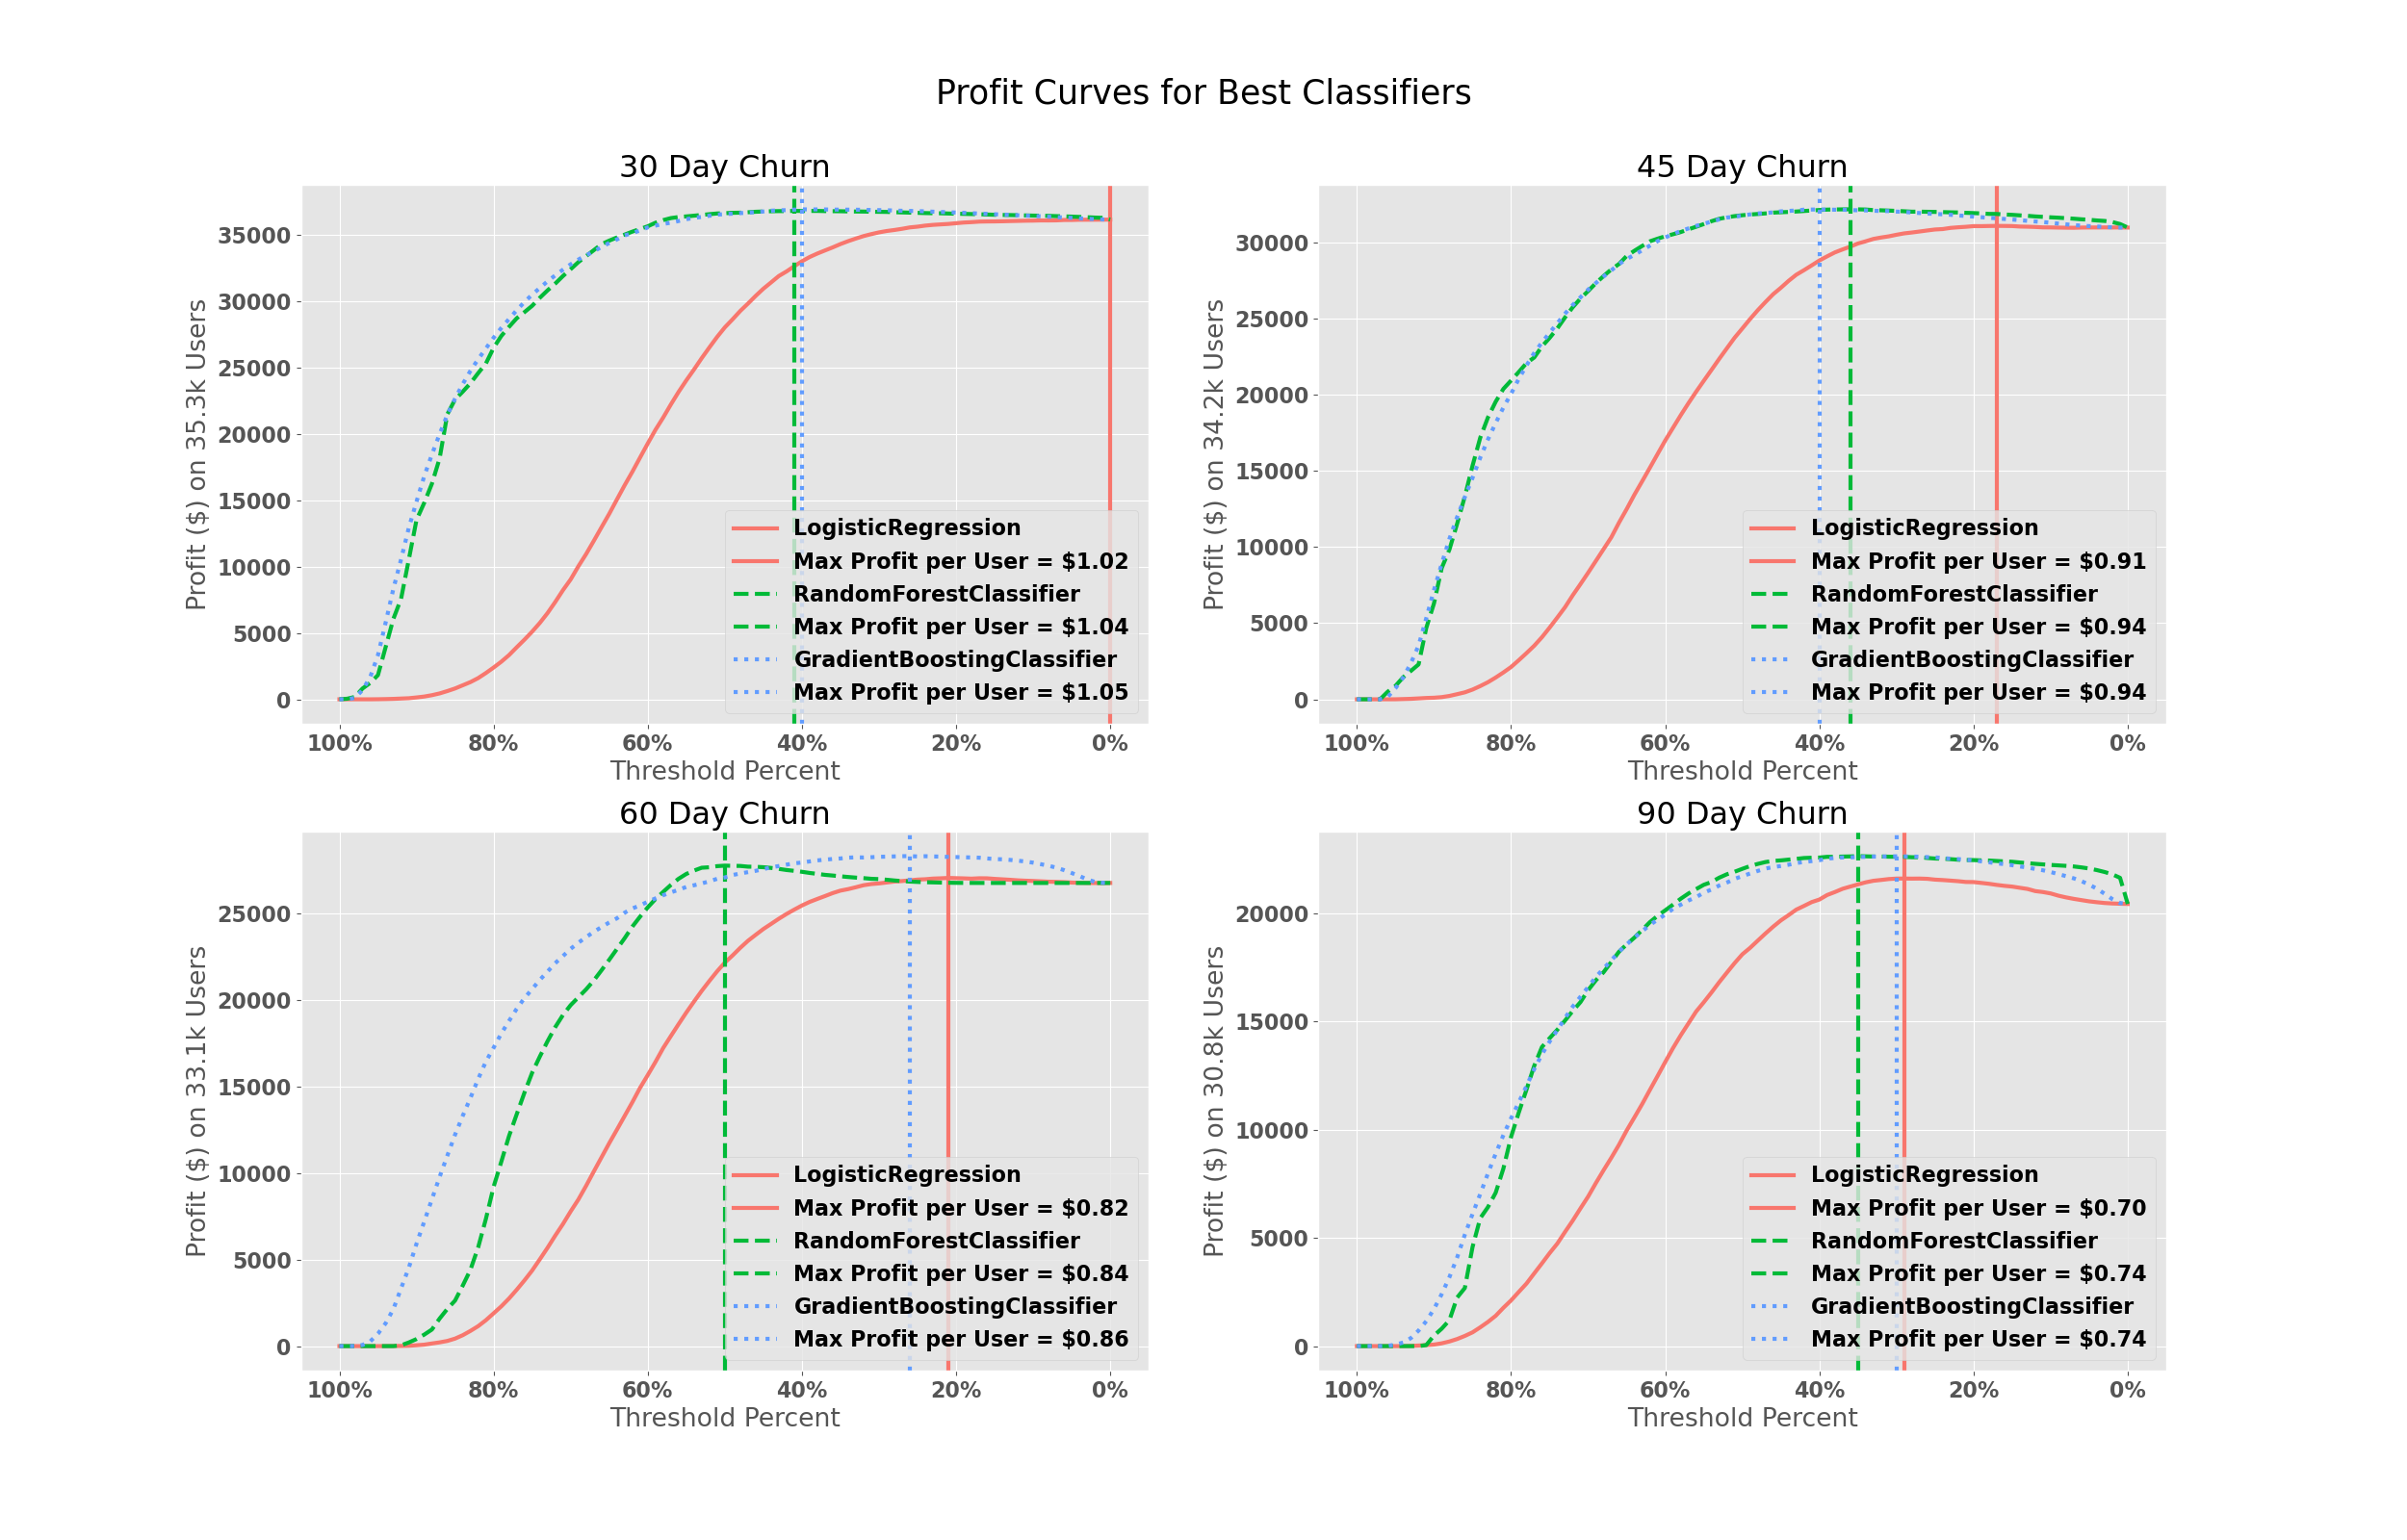 Profit Curves for Best Classifiers
30 Day Churn
Profit ($) on 35.3k Users
35000
30000
25000
20000
15000
10000
5000
0
LogisticRegression
Max Profit per User = $1.02
RandomForestClassifier
Max Profit per User = $1.04
GradientBoostingClassifier
Max Profit per User = $1.05
100% 80% 60% 40% 20% 0%
Threshold Percent
45 Day Churn
Profit ($) on 34.2k Users
30000
25000
20000
15000
10000
5000
0
LogisticRegression
Max Profit per User = $0.91
RandomForestClassifier
Max Profit per User = $0.94
GradientBoostingClassifier
Max Profit per User = $0.94
100% 80% 60% 40% 20% 0%
Threshold Percent
60 Day Churn
Profit ($) on 33.1k Users
25000
20000
15000
10000
5000
0
LogisticRegression
Max Profit per User = $0.82
RandomForestClassifier
Max Profit per User = $0.84
GradientBoostingClassifier
Max Profit per User = $0.86
100% 80% 60% 40% 20% 0%
Threshold Percent
90 Day Churn
Profit ($) on 30.8k Users
20000
15000
10000
5000
0
LogisticRegression
Max Profit per User = $0.70
RandomForestClassifier
Max Profit per User = $0.74
GradientBoostingClassifier
Max Profit per User = $0.74
100% 80% 60% 40% 20% 0%
Threshold Percent